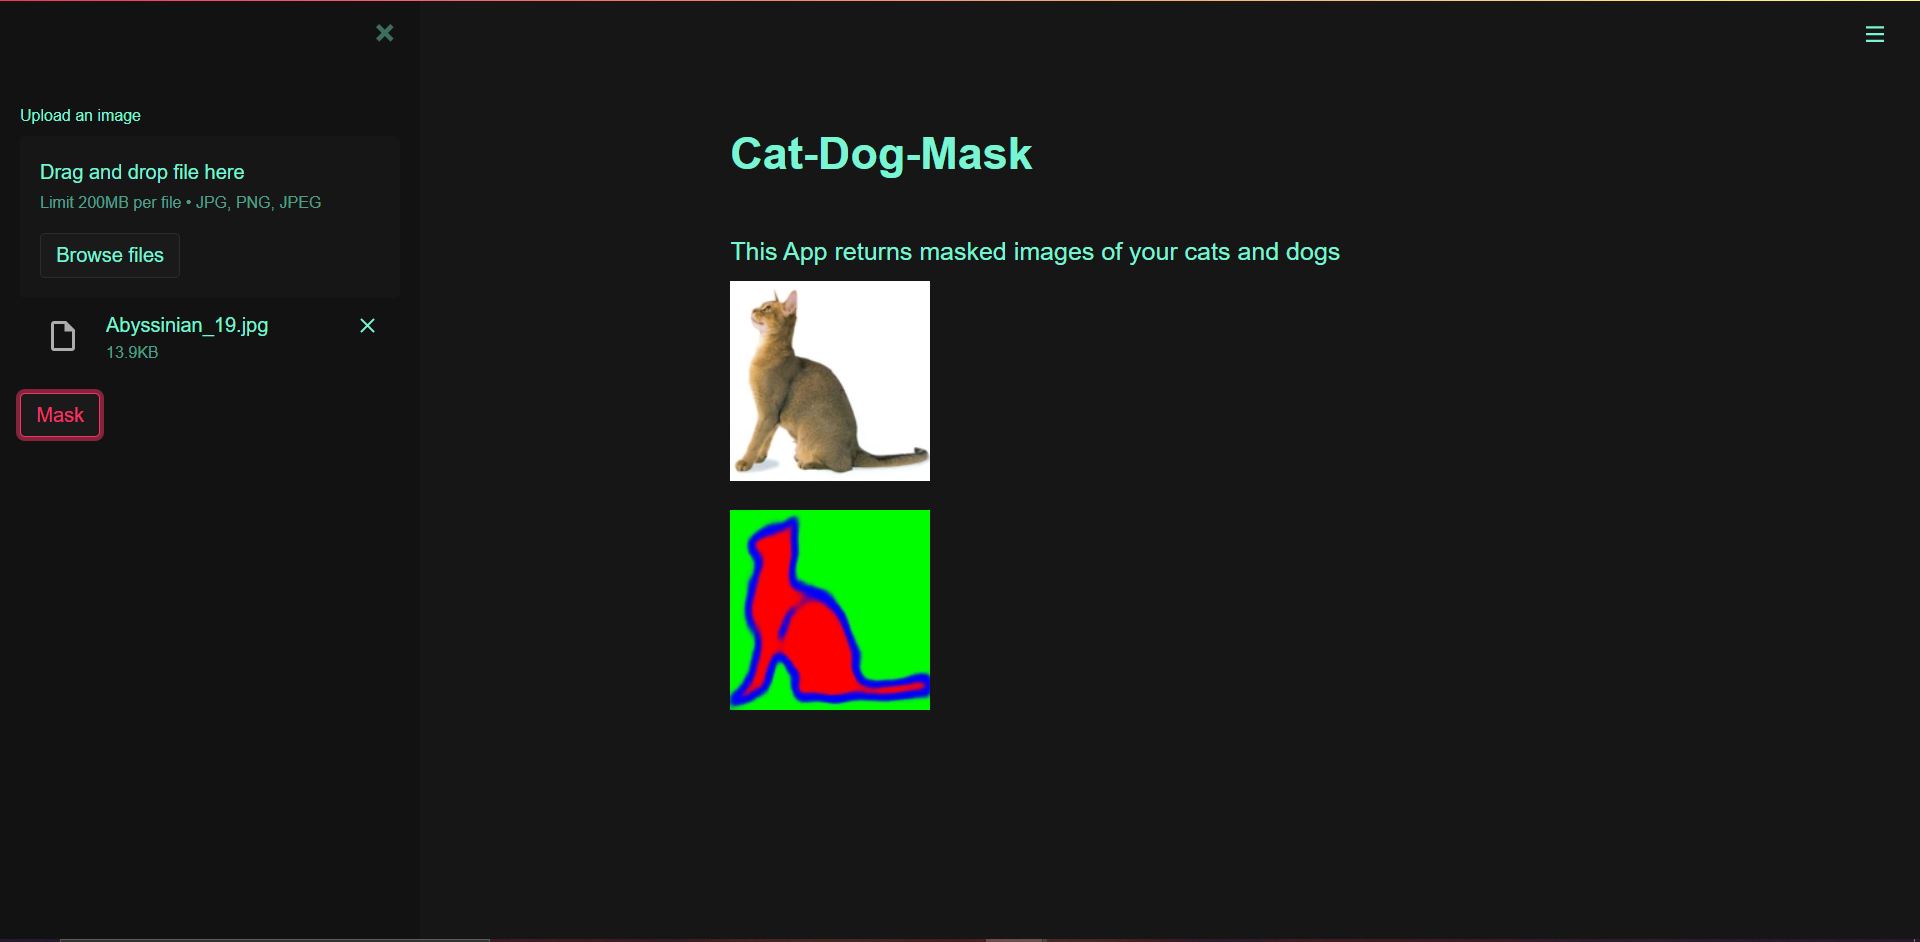 Upload an image
Drag and drop file here
Limit 200MB per file • JPG, PNG, JPEG
Browse files
Abyssinian_19.jpg
13.9KB
Mask
Cat-Dog-Mask
This App returns masked images of your cats and dogs